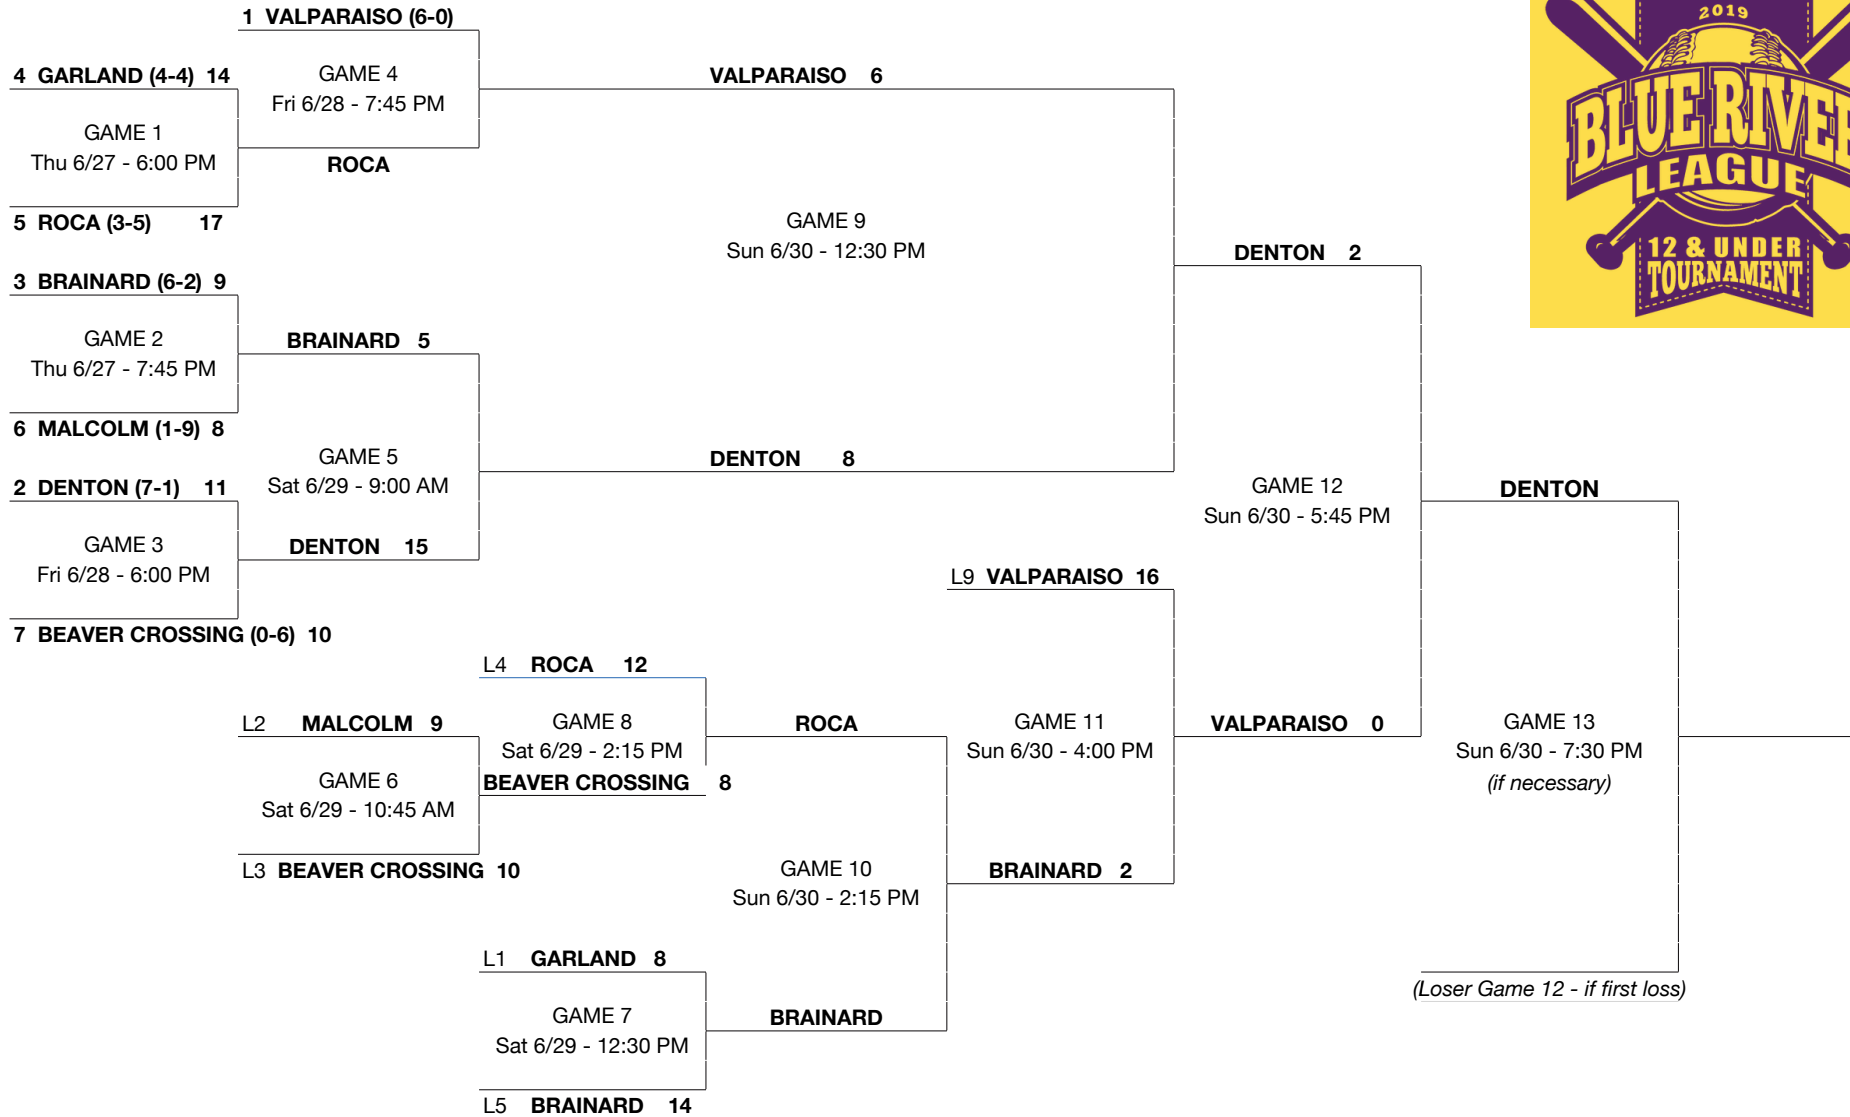 1 VALPARAISO (6-0)
4 GARLAND (4-4) 14
GAME 1
Thu 6/27 - 6:00 PM
5 ROCA (3-5) 17
GAME 4
Fri 6/28 - 7:45 PM
ROCA
3 BRAINARD (6-2) 9
GAME 2
Thu 6/27 - 7:45 PM
6 MALCOLM (1-9) 8
BRAINARD 5
2 DENTON (7-1) 11
GAME 3
Fri 6/28 - 6:00 PM
7 BEAVER CROSSING (0-6) 10
GAME 5
Sat 6/29 - 9:00 AM
DENTON 15
VALPARAISO 6
GAME 9
Sun 6/30 - 12:30 PM
DENTON 8
DENTON 2
GAME 12
Sun 6/30 - 5:45 PM
VALPARAISO 0
DENTON
GAME 13
Sun 6/30 - 7:30 PM
(if necessary)
(Loser Game 12 - if first loss)
L9 VALPARAISO 16
GAME 11
Sun 6/30 - 4:00 PM
BRAINARD 2
L4 ROCA 12
GAME 8
Sat 6/29 - 2:15 PM
BEAVER CROSSING 8
L2 MALCOLM 9
GAME 6
Sat 6/29 - 10:45 AM
L3 BEAVER CROSSING 10
ROCA
GAME 10
Sun 6/30 - 2:15 PM
BRAINARD
L1 GARLAND 8
GAME 7
Sat 6/29 - 12:30 PM
L5 BRAINARD 14
2019
BLUE RIVER
LEAGUE
12 & UNDER
TOURNAMENT